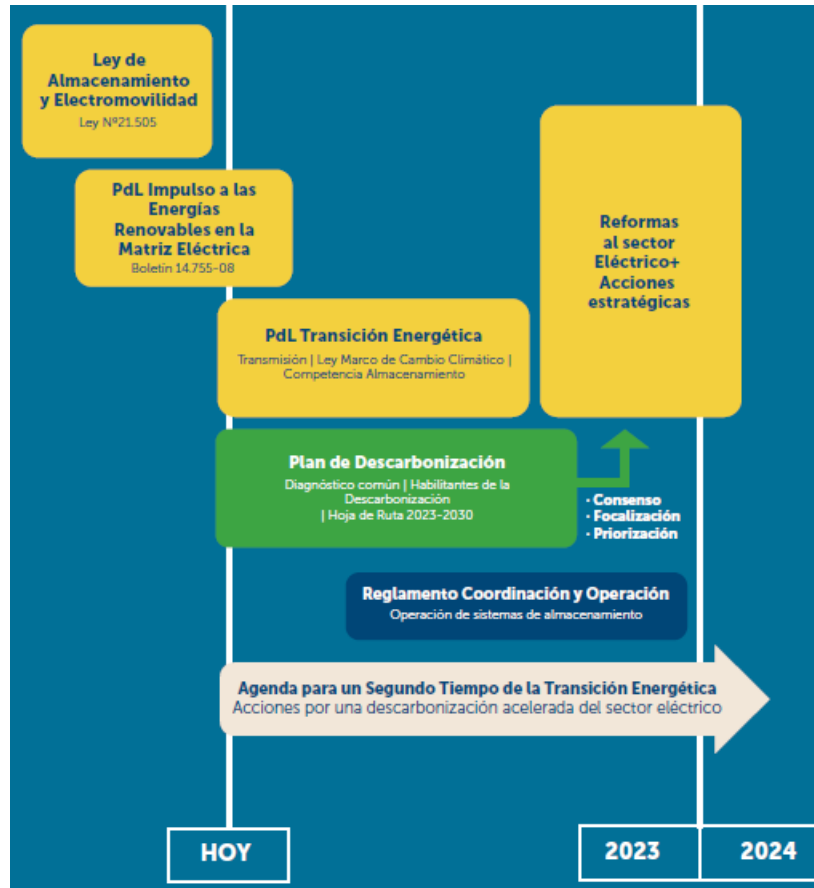 Ley de
Almacenamiento
y Electromovilidad
Ley Nº21.505
PdL Impulso a las
Energías
Renovables en la
Matriz Eléctrica
Boletín 14.755-08
Reformas
al sector
Eléctrico+
Acciones
estratégicas
PdL Transición Energética
Transmisión | Ley Marco de Cambio Climático |
Competencia Almacenamiento
Plan de Descarbonización
Diagnóstico común | Habilitantes de la
Descarbonización
| Hoja de Ruta 2023-2030
· Consenso
· Focalización
· Priorización
Reglamento Coordinación y Operación
Operación de sistemas de almacenamiento
Agenda para un Segundo Tiempo de la Transición Energética
Acciones por una descarbonización acelerada del sector eléctrico
HOY
2023
2024